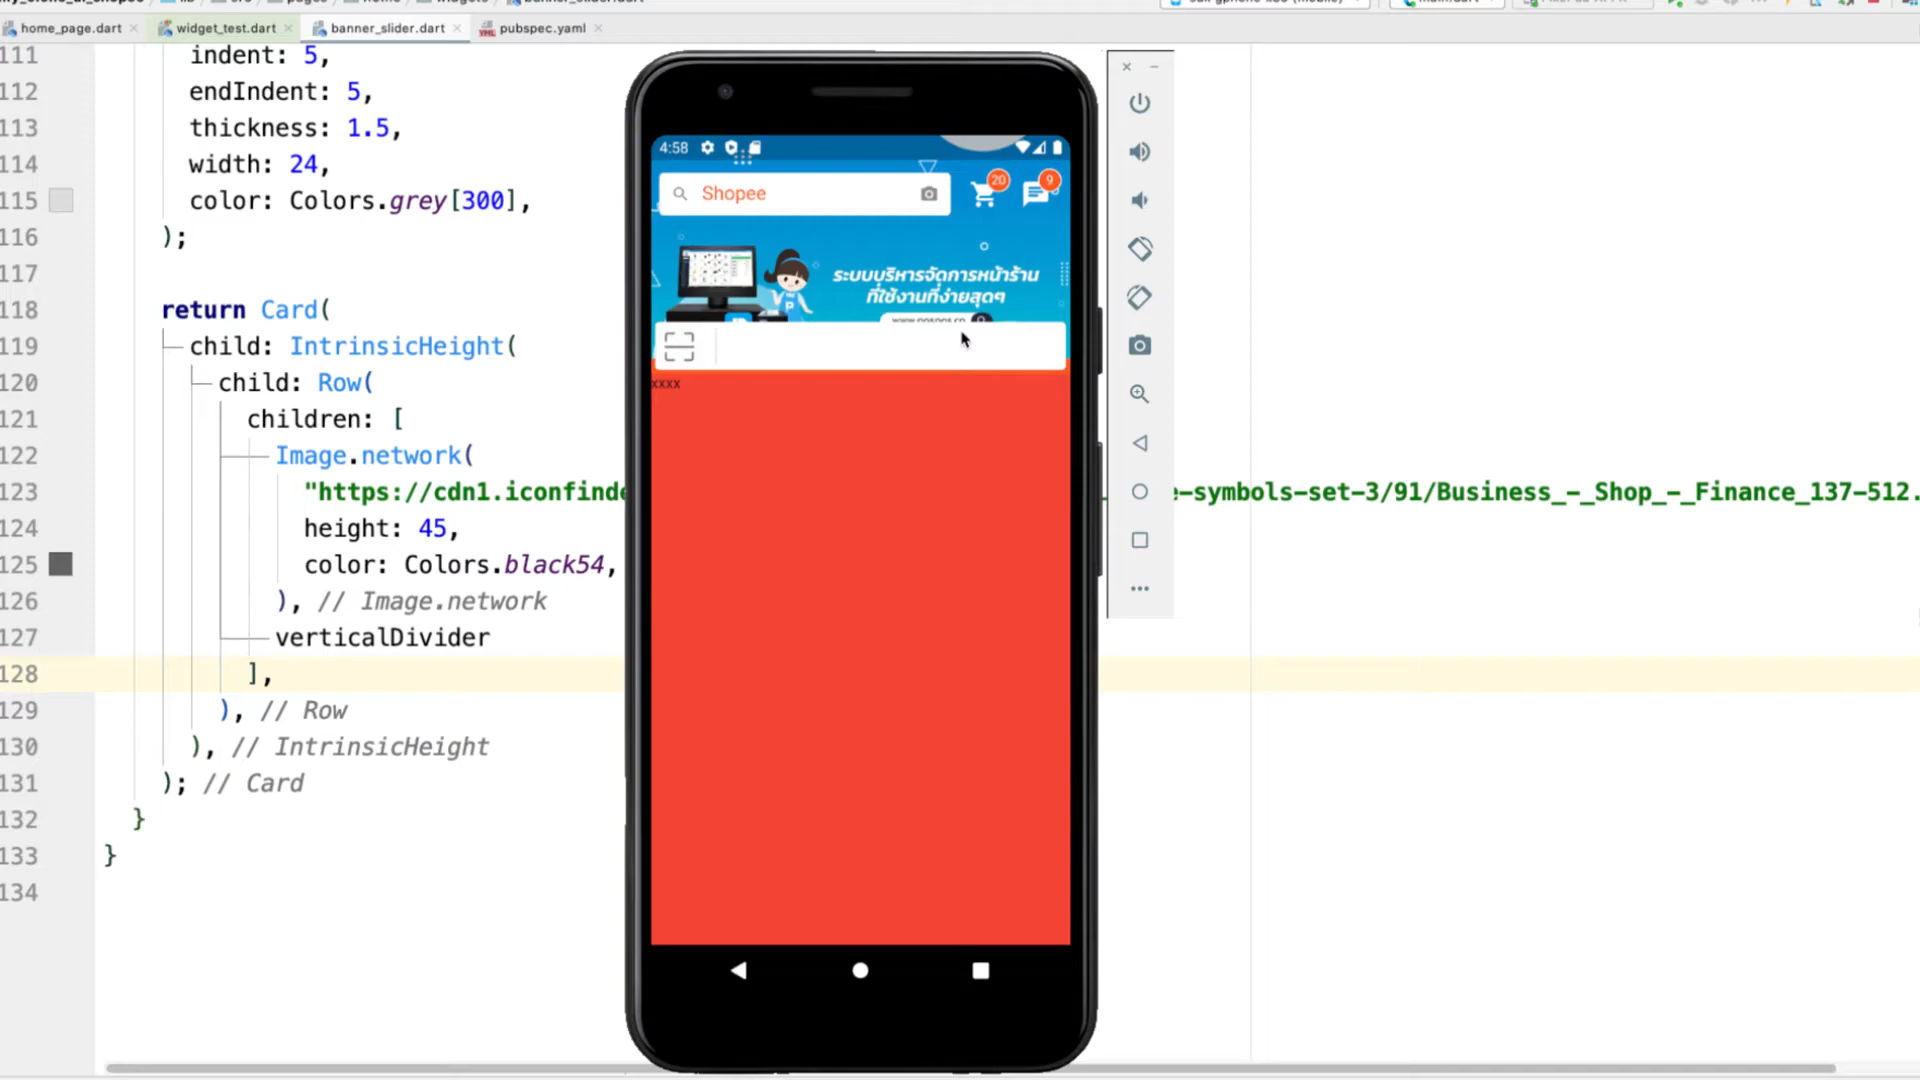 home_page.dart
widget_test.dart
banner_slider.dart
pubspec.yaml
111 indent: 5,
112 endIndent: 5,
113 thickness: 1.5,
114 width: 24,
115 color: Colors.grey[300],
116 );
117
118 return Card(
119 child: IntrinsicHeight(
120 child: Row(
121 children: [
122 Image.network(
123 "https://cdn1.iconfinde
e-symbols-set-3/91/Business_-_Shop_-_Finance_137-512.
124 height: 45,
125 color: Colors.black54,
126 ), // Image.network
127 verticalDivider
128 ],
129 ), // Row
130 ), // IntrinsicHeight
131 ); // Card
132 }
133 }
134
4:58
Shopee
20
9
ระบบบริหารจัดการหน้าร้าน
ที่ใช้งานที่ง่ายสุดๆ
P
xxxx